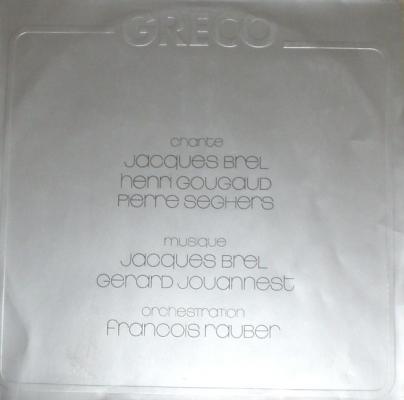 GRECO
chante
Jacques Brel
Henri Gougaud
Pierre Seghers
musique
Jacques Brel
Gerard Jouannest
orchestration
Francois Rauber